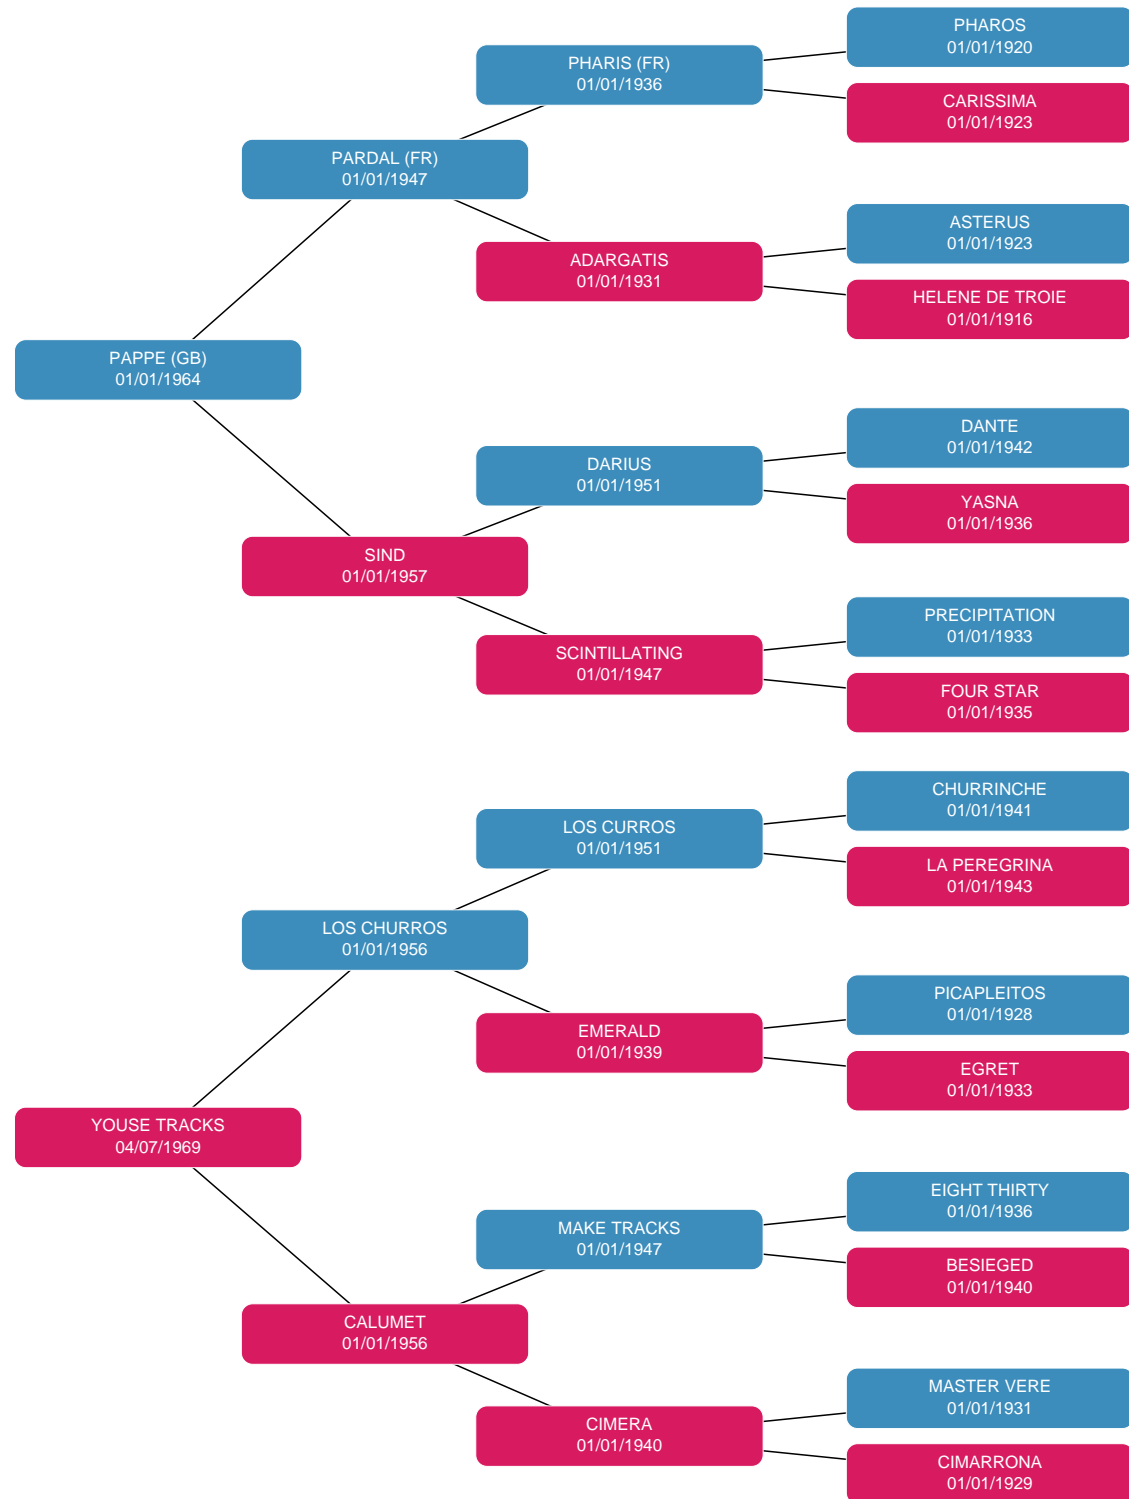 PHAROS
01/01/1920
PHARIS (FR)
01/01/1936
CARISSIMA
01/01/1923
PARDAL (FR)
01/01/1947
ASTERUS
01/01/1923
ADARGATIS
01/01/1931
HELENE DE TROIE
01/01/1916
PAPPE (GB)
01/01/1964
DANTE
01/01/1942
DARIUS
01/01/1951
YASNA
01/01/1936
SIND
01/01/1957
PRECIPITATION
01/01/1933
SCINTILLATING
01/01/1947
FOUR STAR
01/01/1935
CHURRINCHE
01/01/1941
LOS CURROS
01/01/1951
LA PEREGRINA
01/01/1943
LOS CHURROS
01/01/1956
PICAPLEITOS
01/01/1928
EMERALD
01/01/1939
EGRET
01/01/1933
YOUSE TRACKS
04/07/1969
EIGHT THIRTY
01/01/1936
MAKE TRACKS
01/01/1947
BESIEGED
01/01/1940
CALUMET
01/01/1956
MASTER VERE
01/01/1931
CIMERA
01/01/1940
CIMARRONA
01/01/1929